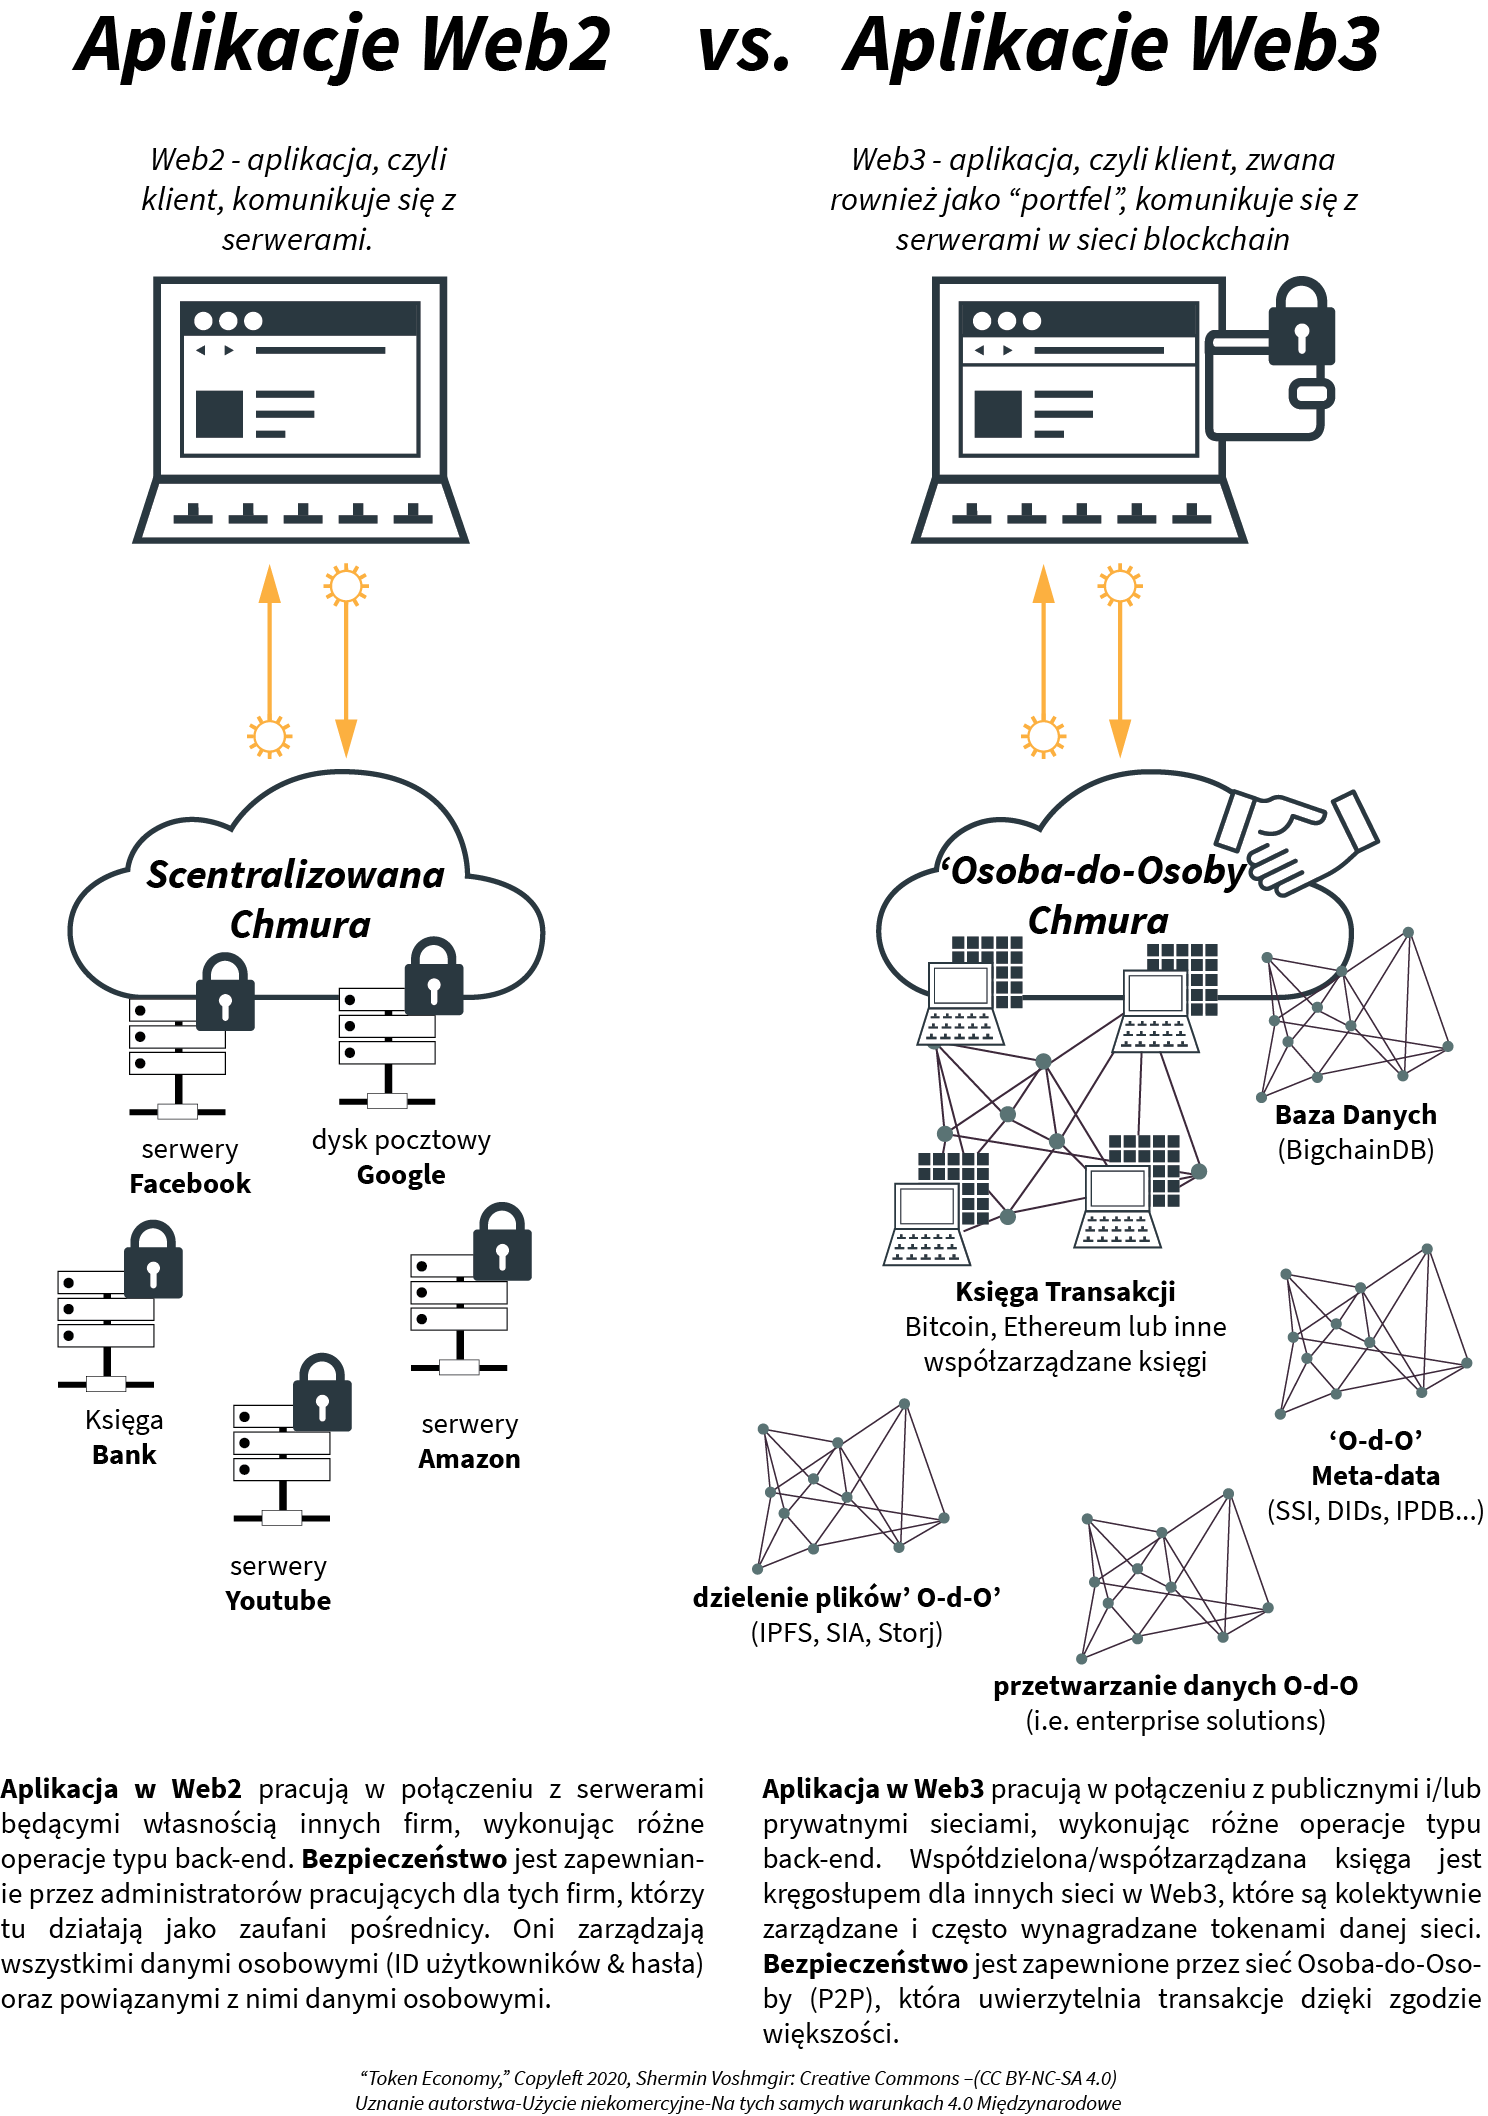 Aplikacje Web2 vs. Aplikacje Web3
Web2 - aplikacja, czyli
klient, komunikuje się z
serwerami.
Web3 - aplikacja, czyli klient, zwana
rownież jako “portfel”, komunikuje się z
serwerami w sieci blockchain
Scentralizowana
Chmura
serwery
Facebook
dysk pocztowy
Google
Księga
Bank
serwery
Amazon
serwery
Youtube
‘Osoba-do-Osoby
Chmura
Baza Danych
(BigchainDB)
Księga Transakcji
Bitcoin, Ethereum lub inne
współzarządzane księgi
‘O-d-O’
Meta-data
(SSI, DIDs, IPDB...)
dzielenie plików’ O-d-O’
(IPFS, SIA, Storj)
przetwarzanie danych O-d-O
(i.e. enterprise solutions)
Aplikacja w Web2 pracują w połączeniu z serwerami
będącymi własnością innych firm, wykonując różne
operacje typu back-end. Bezpieczeństwo jest zapewnian-
ie przez administratorów pracujących dla tych firm, którzy
tu działają jako zaufani pośrednicy. Oni zarządzają
wszystkimi danymi osobowymi (ID użytkowników & hasła)
oraz powiązanymi z nimi danymi osobowymi.
Aplikacja w Web3 pracują w połączeniu z publicznymi i/lub
prywatnymi sieciami, wykonując różne operacje typu
back-end. Współdzielona/współzarządzana księga jest
kręgosłupem dla innych sieci w Web3, które są kolektywnie
zarządzane i często wynagradzane tokenami danej sieci.
Bezpieczeństwo jest zapewnione przez sieć Osoba-do-Oso-
by (P2P), która uwierzytelnia transakcje dzięki zgodzie
większości.
“Token Economy,” Copyleft 2020, Shermin Voshmgir: Creative Commons –(CC BY-NC-SA 4.0)
Uznanie autorstwa-Użycie niekomercyjne-Na tych samych warunkach 4.0 Międzynarodowe